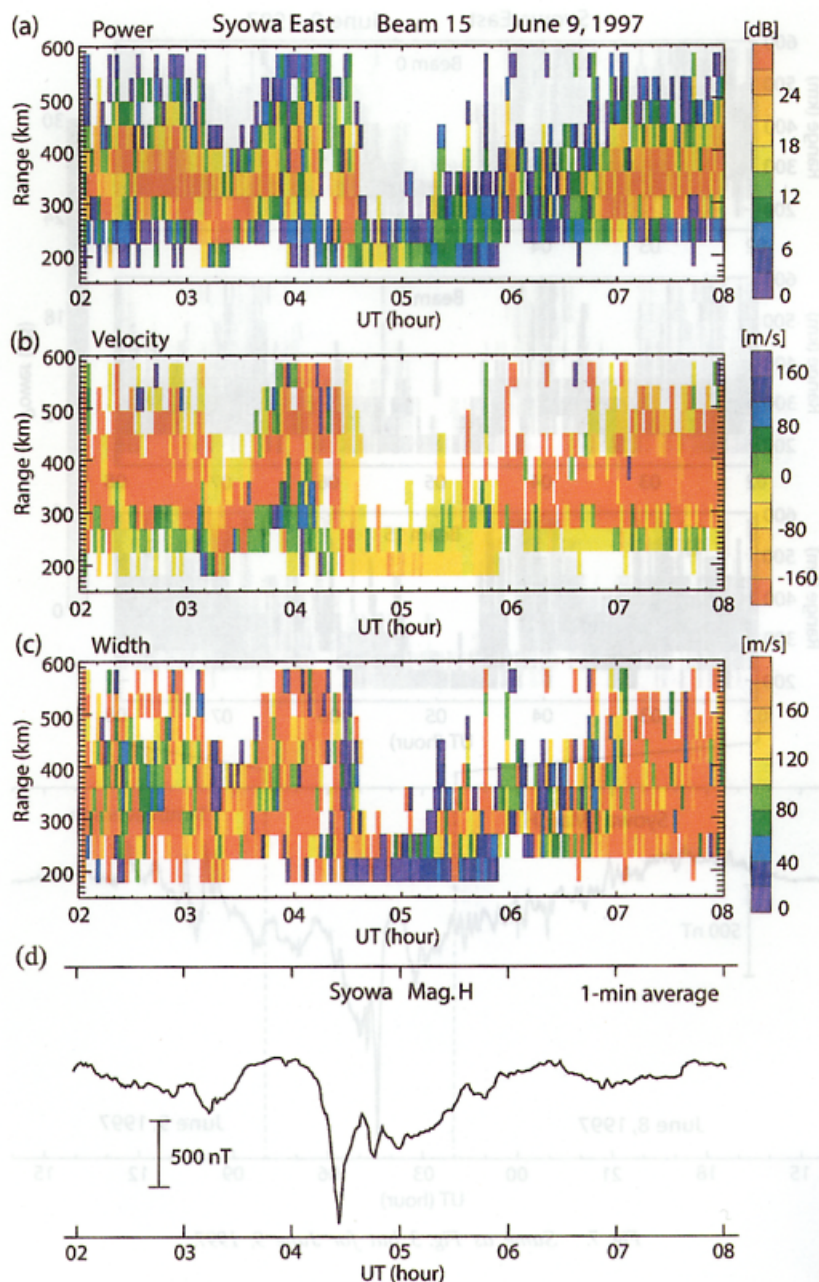 (a) Power Syowa East Beam 15 June 9, 1997 [dB]
600
500
400
300
200
Range (km)
24
18
12
6
0
02 03 04 05 06 07 08
UT (hour)
(b) Velocity [m/s]
600
500
400
300
200
Range (km)
160
80
0
-80
-160
02 03 04 05 06 07 08
UT (hour)
(c) Width [m/s]
600
500
400
300
200
Range (km)
160
120
80
40
0
02 03 04 05 06 07 08
UT (hour)
(d)
Syowa Mag. H 1-min average
500 nT
02 03 04 05 06 07 08
UT (hour)